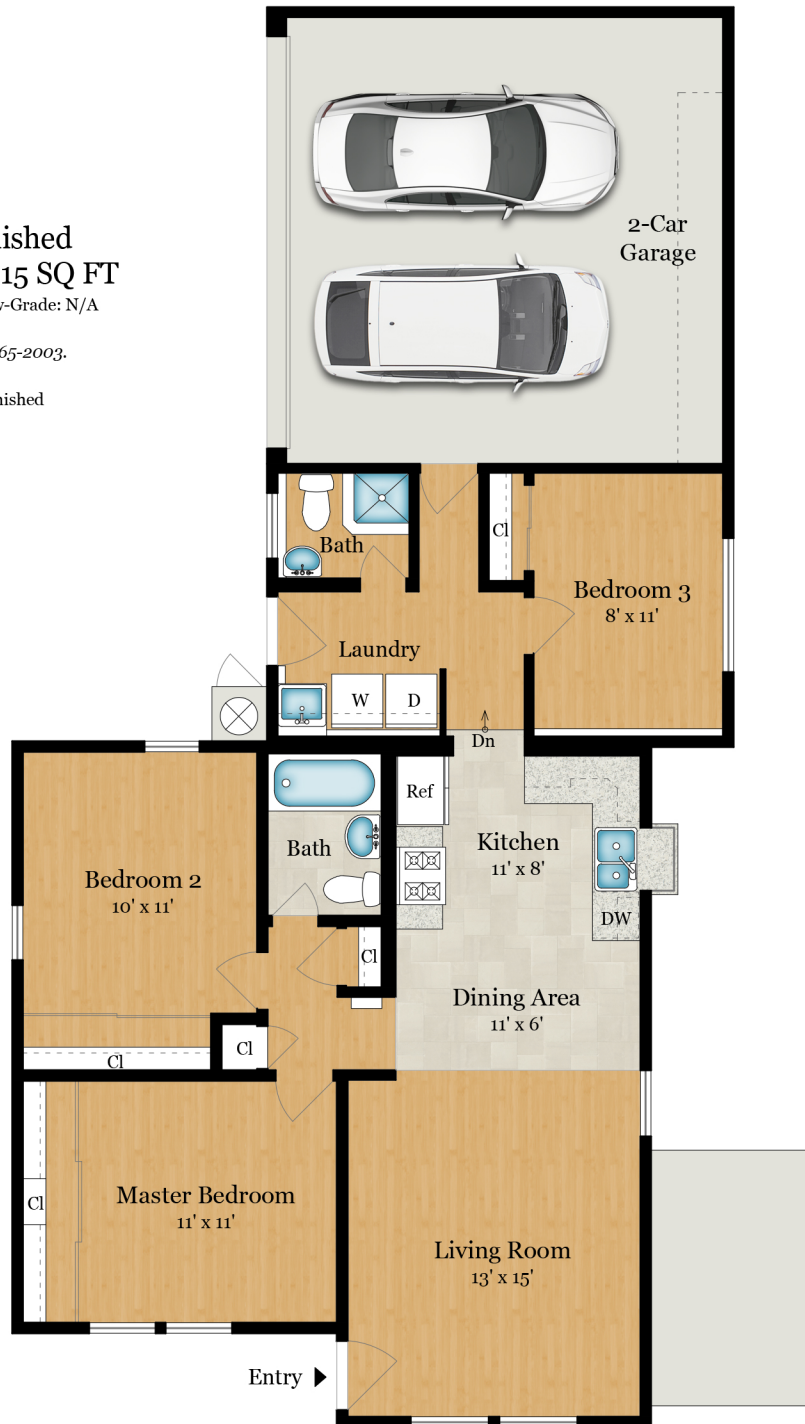 15 SQ FT
-Grade: N/A
65-2003.
2-Car
Garage
Bath
Cl
Bedroom 3
8' x 11'
Laundry
W
D
Dn
Ref
Kitchen
11' x 8'
Bath
Bedroom 2
10' x 11'
DW
Cl
Dining Area
11' x 6'
Cl
Cl
Master Bedroom
11' x 11'
Cl
Living Room
13' x 15'
Entry